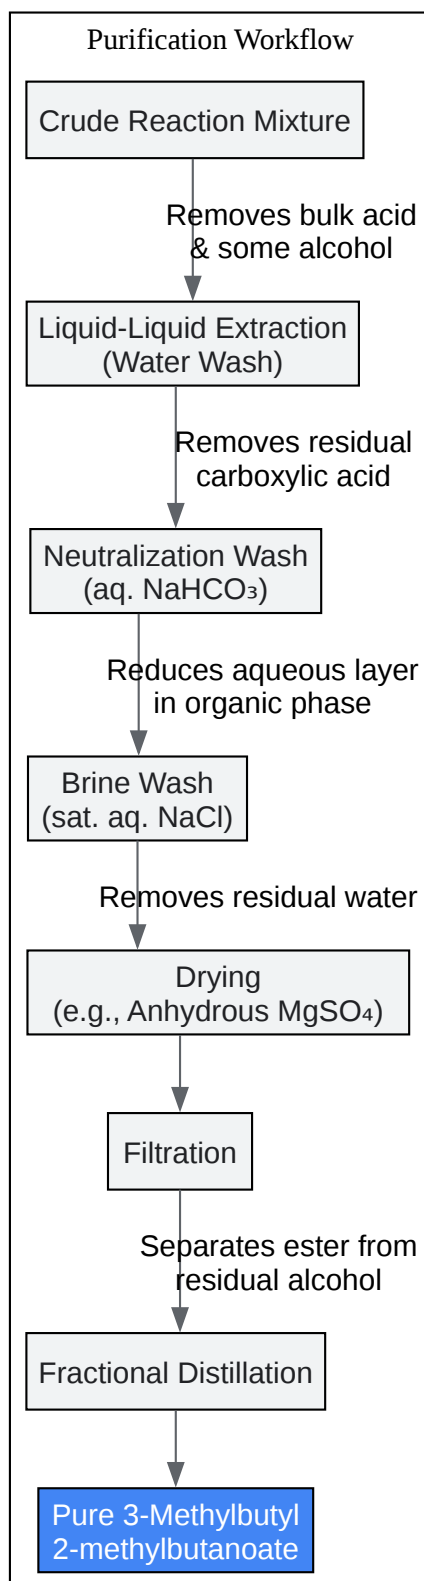 Purification Workflow
Crude Reaction Mixture
Removes bulk acid
& some alcohol
Liquid-Liquid Extraction
(Water Wash)
Removes residual
carboxylic acid
Neutralization Wash
(aq. NaHCO₃)
Reduces aqueous layer
in organic phase
Brine Wash
(sat. aq. NaCl)
Removes residual water
Drying
(e.g., Anhydrous MgSO₄)
Filtration
Separates ester from
residual alcohol
Fractional Distillation
Pure 3-Methylbutyl
2-methylbutanoate